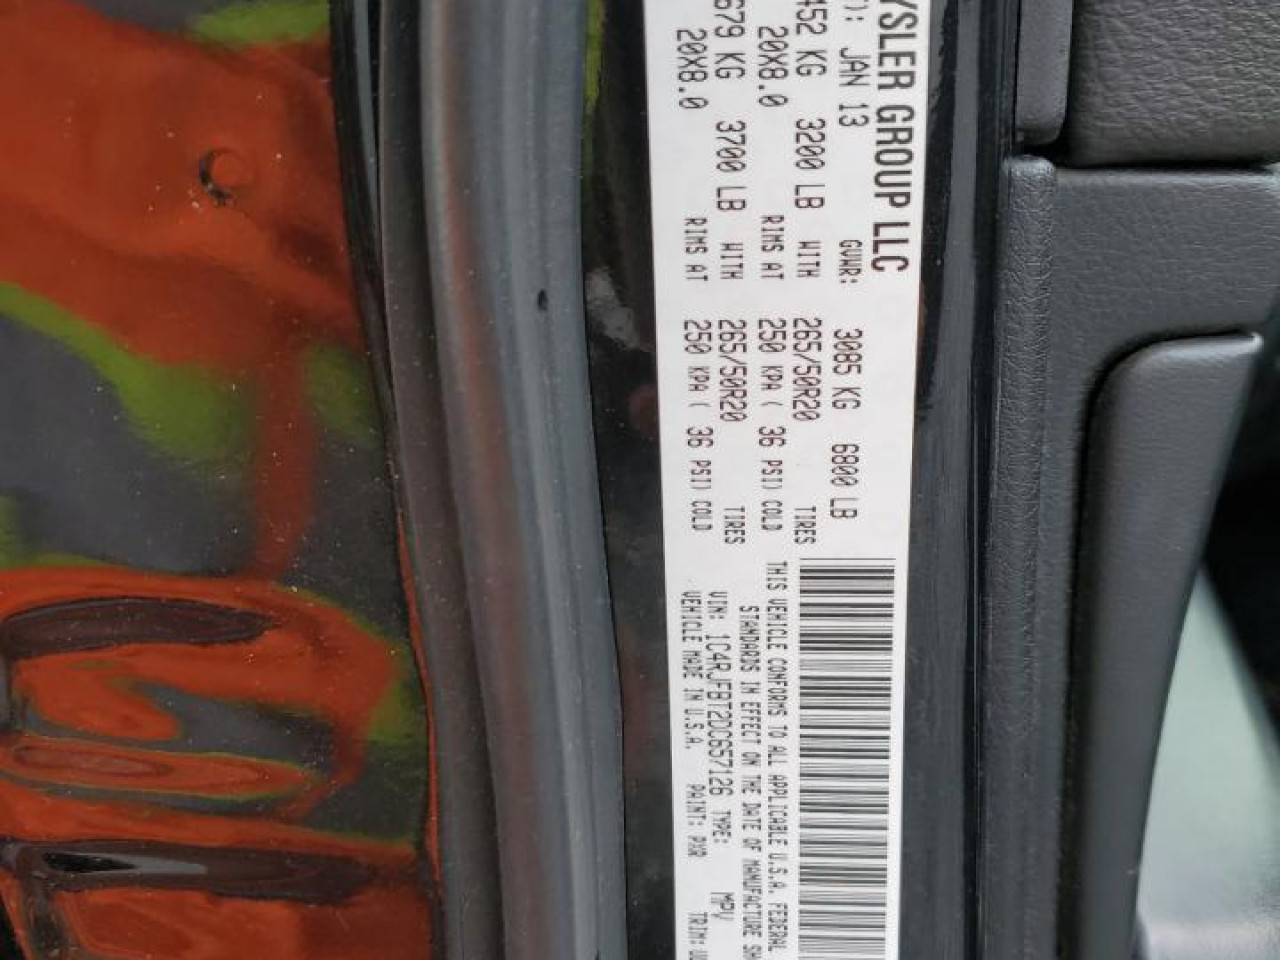 YSLER GROUP LLC
): JAN 13 GVWR: 3085 KG 6800 LB
452 KG 3200 LB WITH 265/50R20 TIRES
20X8.0 RIMS AT 250 KPA ( 36 PSI) COLD
679 KG 3700 LB WITH 265/50R20 TIRES
20X8.0 RIMS AT 250 KPA ( 36 PSI) COLD
THIS VEHICLE CONFORMS TO ALL APPLICABLE U.S.A. FEDERAL
STANDARDS IN EFFECT ON THE DATE OF MANUFACTURE SH
VIN: 1C4RJFBT2DC657126 TYPE: MPV
VEHICLE MADE IN U.S.A. PAINT: PXR TRIM: